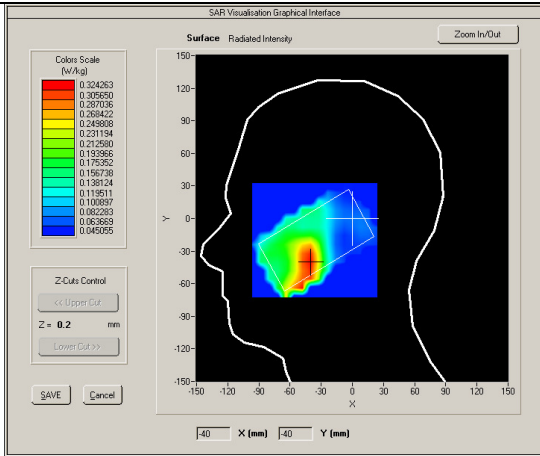 SAR Visualisation Graphical Interface
Surface Radiated Intensity
Zoom In/Out
Colors Scale
(W/kg)
0.324263
0.305650
0.287036
0.268422
0.249808
0.231194
0.212580
0.193966
0.175352
0.156738
0.138124
0.119511
0.100897
0.082283
0.063669
0.045055
Z-Cuts Control
<< Upper Cut
Z = 0.2 mm
Lower Cut >>
SAVE Cancel
150
120
90
60
30
0
-30
-60
-90
-120
-150
Y
-150 -120 -90 -60 -30 0 30 60 90 120 150
X
-40 X (mm) -40 Y (mm)